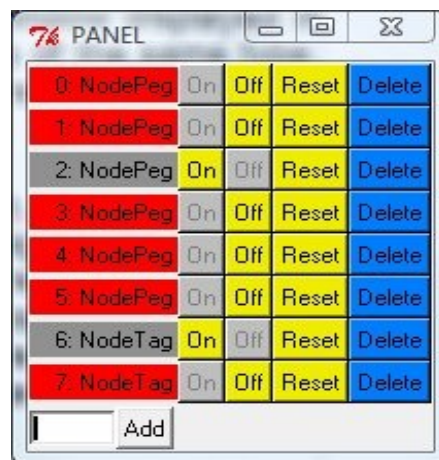 PANEL
0: NodePeg On Off Reset Delete
1: NodePeg On Off Reset Delete
2: NodePeg On Off Reset Delete
3: NodePeg On Off Reset Delete
4: NodePeg On Off Reset Delete
5: NodePeg On Off Reset Delete
6: NodeTag On Off Reset Delete
7: NodeTag On Off Reset Delete
Add